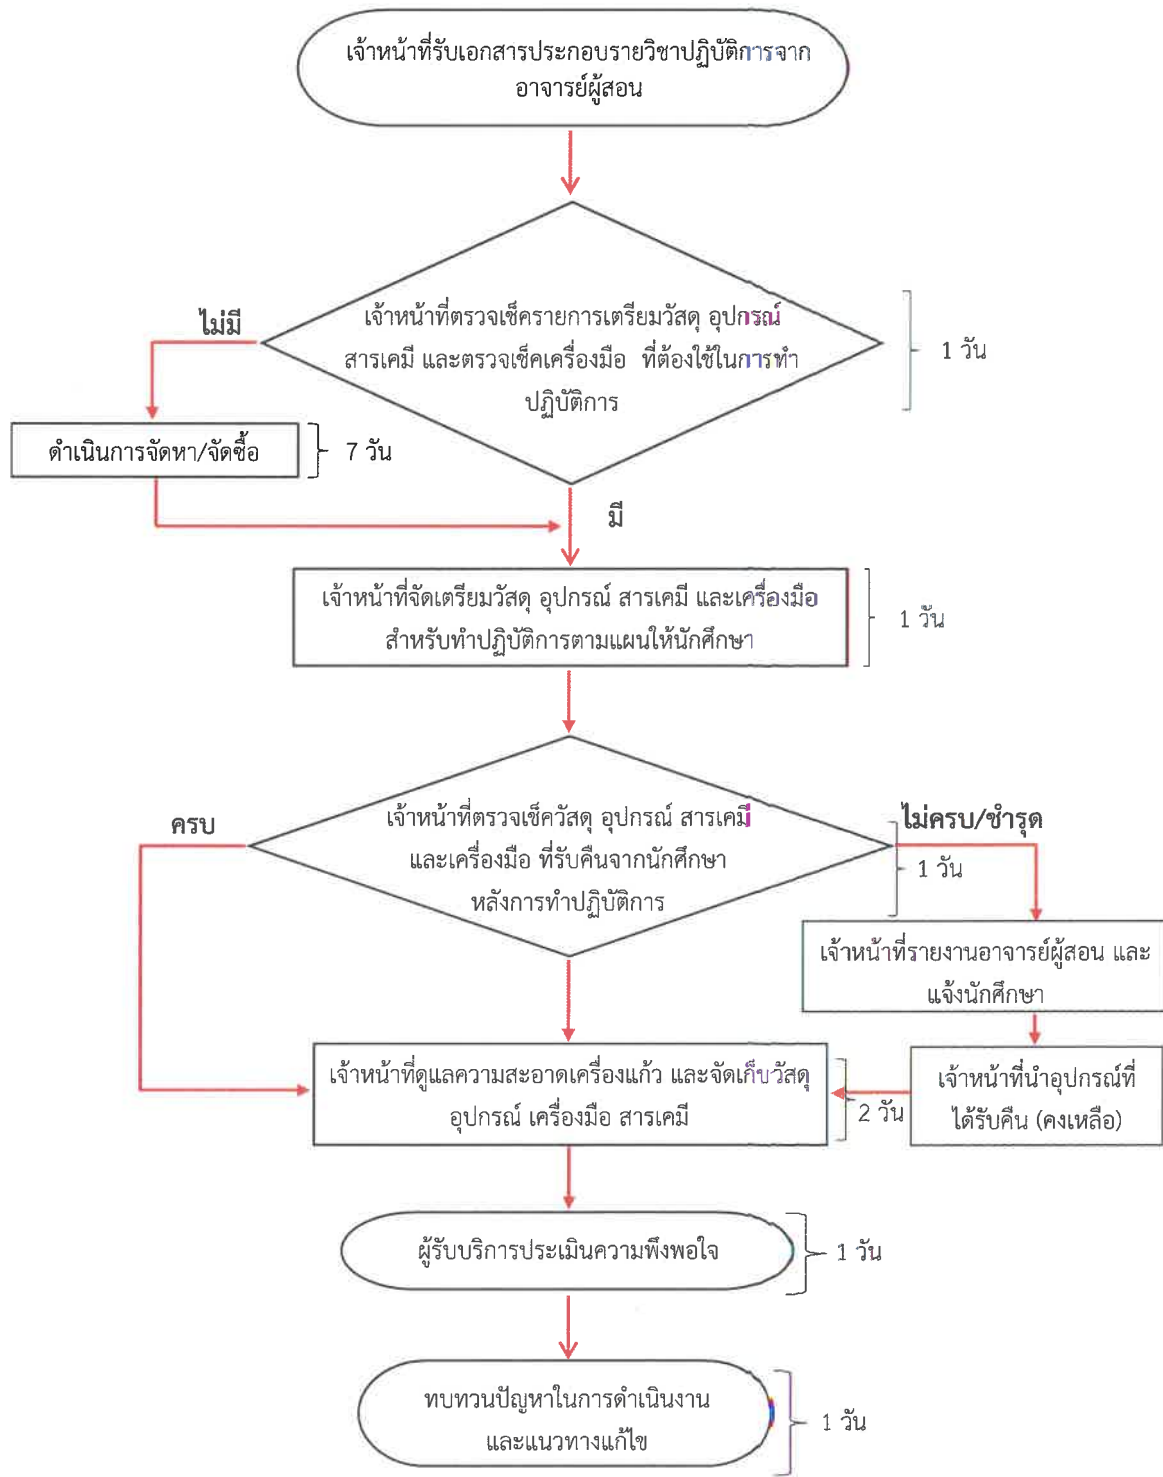 เจ้าหน้าที่รับเอกสารประกอบรายวิชาปฏิบัติการจาก
อาจารย์ผู้สอน
เจ้าหน้าที่ตรวจเช็ครายการเตรียมวัสดุ อุปกรณ์
สารเคมี และตรวจเช็คเครื่องมือ ที่ต้องใช้ในการทำ
ปฏิบัติการ
1 วัน
ไม่มี
ดำเนินการจัดหา/จัดซื้อ
7 วัน
มี
เจ้าหน้าที่จัดเตรียมวัสดุ อุปกรณ์ สารเคมี และเครื่องมือ
สำหรับทำปฏิบัติการตามแผนให้นักศึกษา
1 วัน
เจ้าหน้าที่ตรวจเช็ควัสดุ อุปกรณ์ สารเคมี
และเครื่องมือ ที่รับคืนจากนักศึกษา
หลังการทำปฏิบัติการ
ครบ
ไม่ครบ/ชำรุด
1 วัน
เจ้าหน้าที่รายงานอาจารย์ผู้สอน และ
แจ้งนักศึกษา
เจ้าหน้าที่นำอุปกรณ์ที่
ได้รับคืน (คงเหลือ)
เจ้าหน้าที่ดูแลความสะอาดเครื่องแก้ว และจัดเก็บวัสดุ
อุปกรณ์ เครื่องมือ สารเคมี
2 วัน
ผู้รับบริการประเมินความพึงพอใจ
1 วัน
ทบทวนปัญหาในการดำเนินงาน
และแนวทางแก้ไข
1 วัน